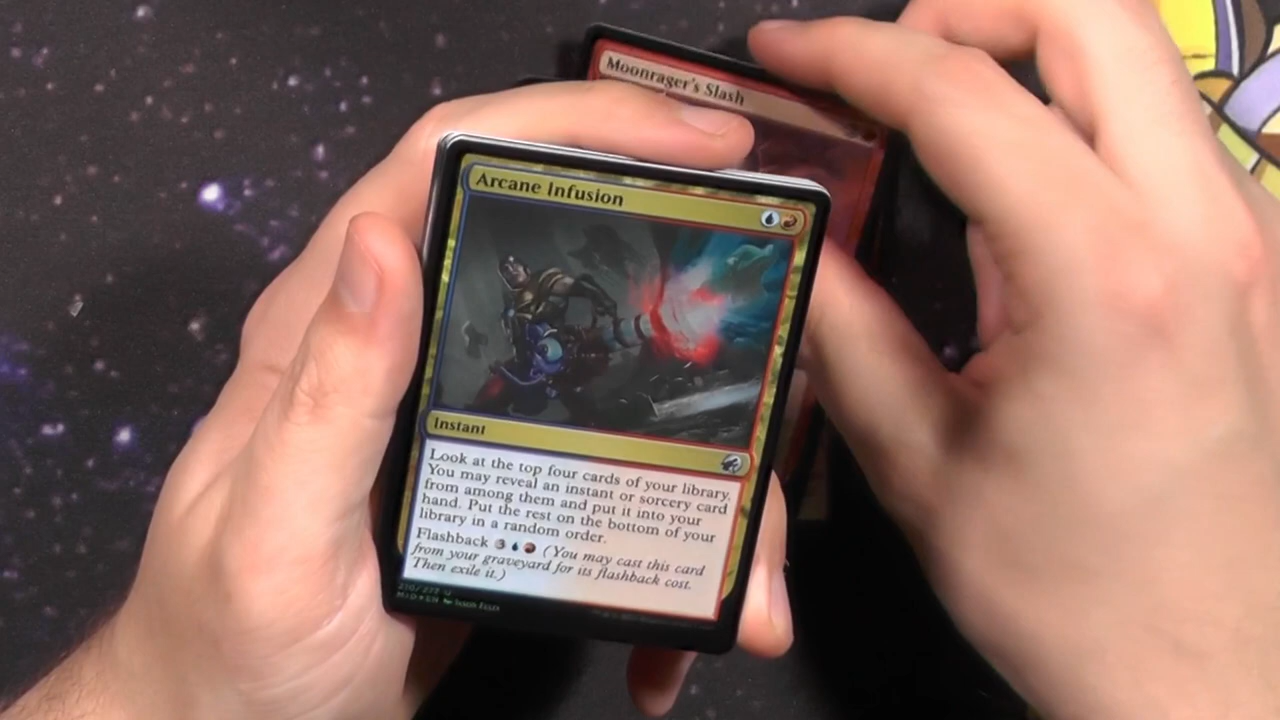 Moonrager's Slash
Arcane Infusion
Instant
Look at the top four cards of your library.
You may reveal an instant or sorcery card
from among them and put it into your
hand. Put the rest on the bottom of your
library in a random order.
Flashback 3 (You may cast this card
from your graveyard for its flashback cost.
Then exile it.)
MID EN